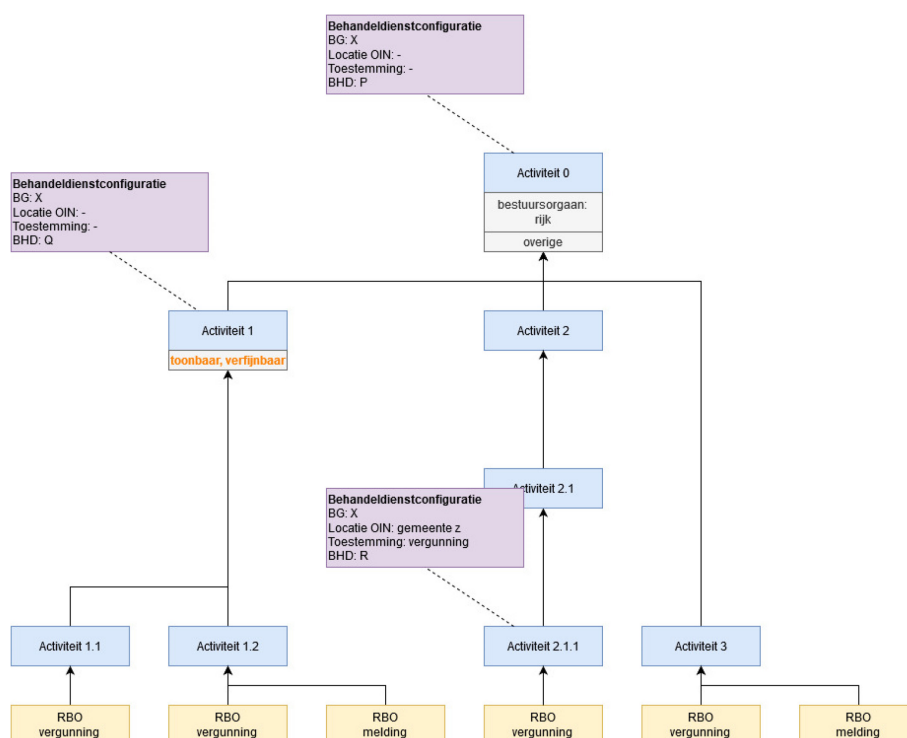 Behandeldienstconfiguratie
BG: X
Locatie OIN: -
Toestemming: -
BHD: P
Activiteit 0
bestuursorgaan:
rijk
overige
Behandeldienstconfiguratie
BG: X
Locatie OIN: -
Toestemming: -
BHD: Q
Activiteit 1
toonbaar, verfijnbaar
Activiteit 2
Activiteit 2.1
Behandeldienstconfiguratie
BG: X
Locatie OIN: gemeente z
Toestemming: vergunning
BHD: R
Activiteit 1.1
Activiteit 1.2
Activiteit 2.1.1
Activiteit 3
RBO
vergunning
RBO
vergunning
RBO
melding
RBO
vergunning
RBO
vergunning
RBO
melding